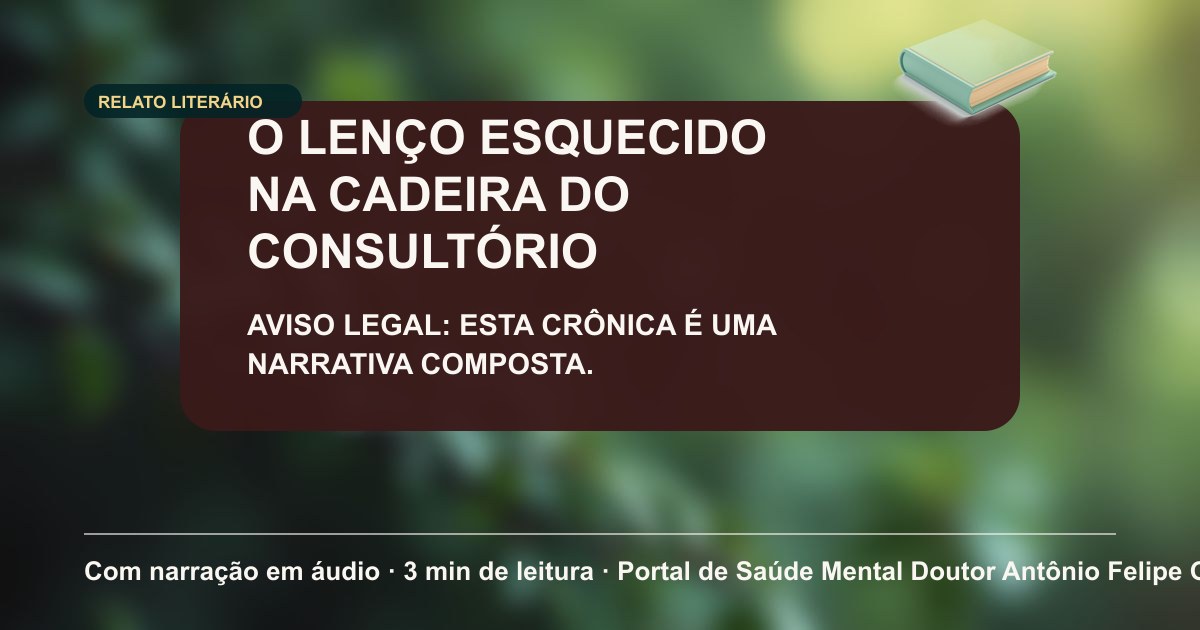 RELATO LITERÁRIO
O LENÇO ESQUECIDO
NA CADEIRA DO
CONSULTÓRIO
AVISO LEGAL: ESTA CRÔNICA É UMA
NARRATIVA COMPOSTA.
Com narração em áudio · 3 min de leitura · Portal de Saúde Mental Doutor Antônio Felipe